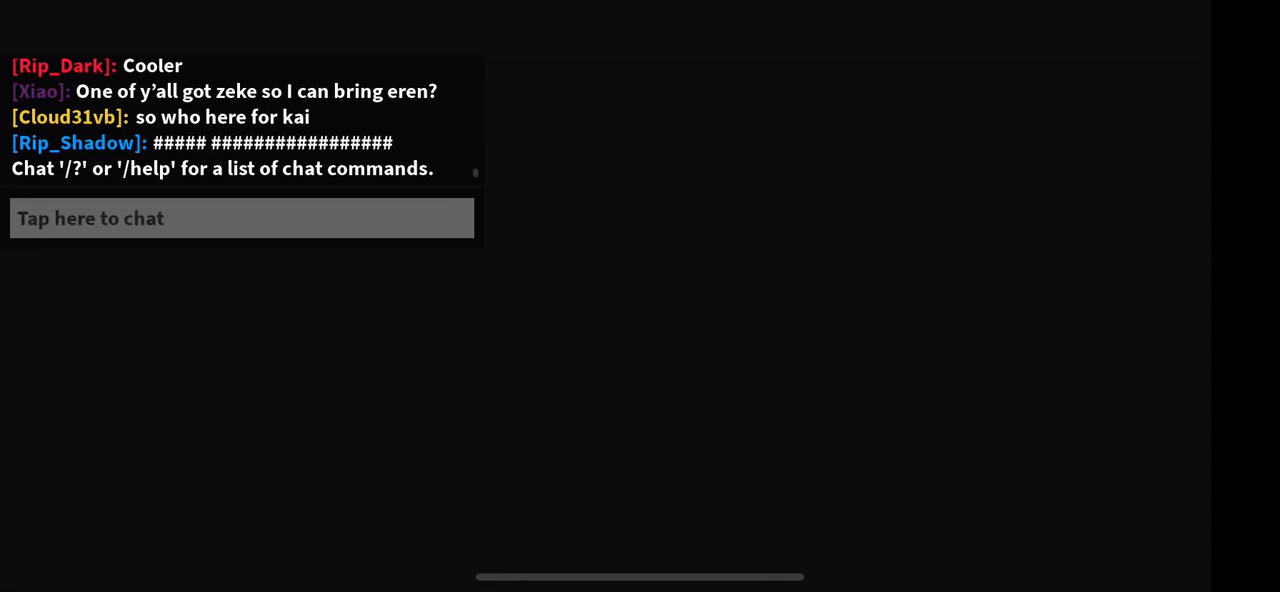 [Rip_Dark]: Cooler
[Xiao]: One of y’all got zeke so I can bring eren?
[Cloud31vb]: so who here for kai
[Rip_Shadow]: ##### #################
Chat '/?' or '/help' for a list of chat commands.
Tap here to chat